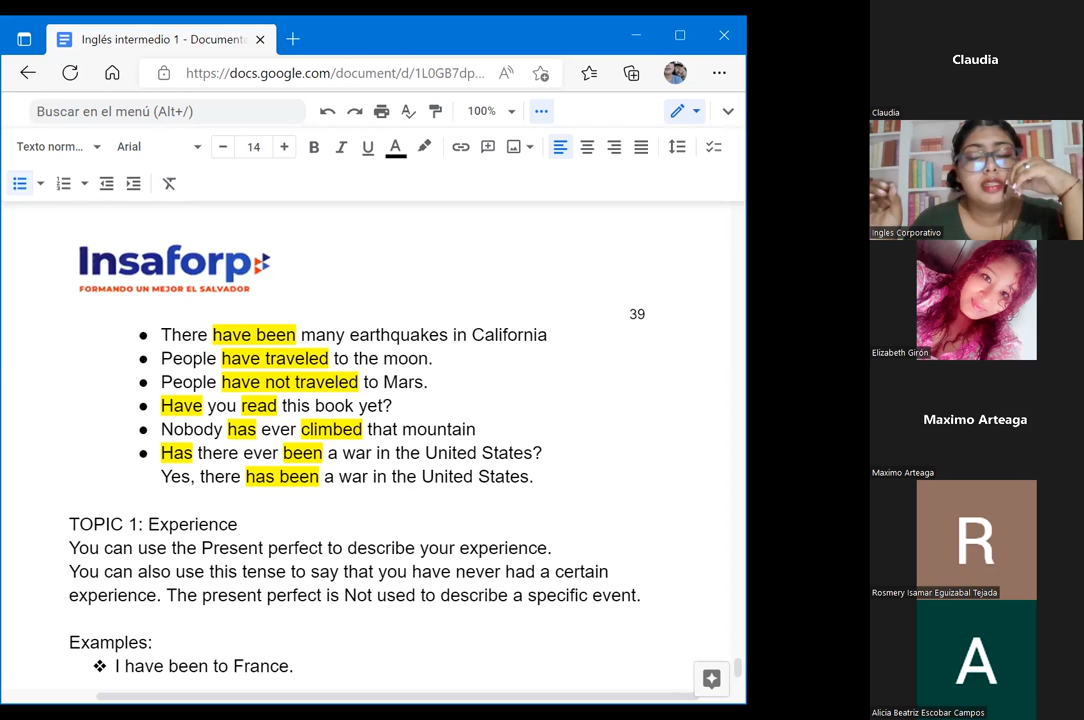 Inglés intermedio 1 - Documento
https://docs.google.com/document/d/1L0GB7dp...
Buscar en el menú (Alt+/)
100%
Texto norm...
Arial
14
B I U A
Insaforp
FORMANDO UN MEJOR EL SALVADOR
39
● There have been many earthquakes in California
● People have traveled to the moon.
● People have not traveled to Mars.
● Have you read this book yet?
● Nobody has ever climbed that mountain
● Has there ever been a war in the United States?
Yes, there has been a war in the United States.
TOPIC 1: Experience
You can use the Present perfect to describe your experience.
You can also use this tense to say that you have never had a certain
experience. The present perfect is Not used to describe a specific event.
Examples:
❖ I have been to France.
Claudia
Claudia
Ingles Corporativo
Elizabeth Girón
Maximo Arteaga
Maximo Arteaga
R
Rosmery Isamar Eguizabal Tejada
A
Alicia Beatriz Escobar Campos